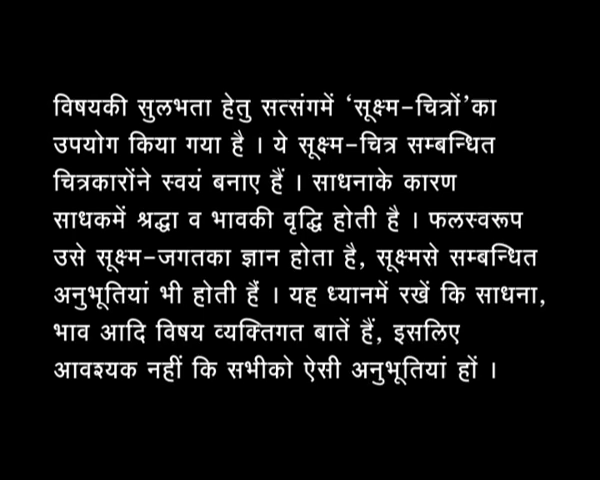 विषयकी सुलभता हेतु सत्संगमें ‘सूक्ष्म-चित्रों’का
उपयोग किया गया है । ये सूक्ष्म-चित्र सम्बन्धित
चित्रकारोंने स्वयं बनाए हैं । साधनाके कारण
साधकमें श्रद्धा व भावकी वृद्धि होती है । फलस्वरूप
उसे सूक्ष्म-जगतका ज्ञान होता है, सूक्ष्मसे सम्बन्धित
अनुभूतियां भी होती हैं । यह ध्यानमें रखें कि साधना,
भाव आदि विषय व्यक्तिगत बातें हैं, इसलिए
आवश्यक नहीं कि सभीको ऐसी अनुभूतियां हों ।